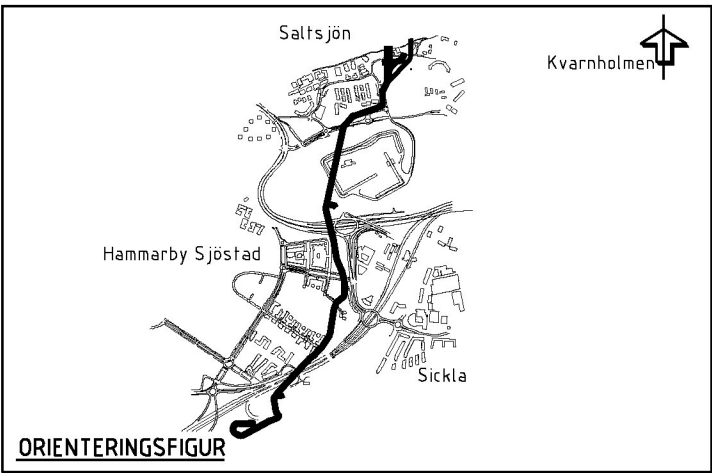 Saltsjön
Kvarnholmen
Hammarby Sjöstad
Sickla
ORIENTERINGSFIGUR